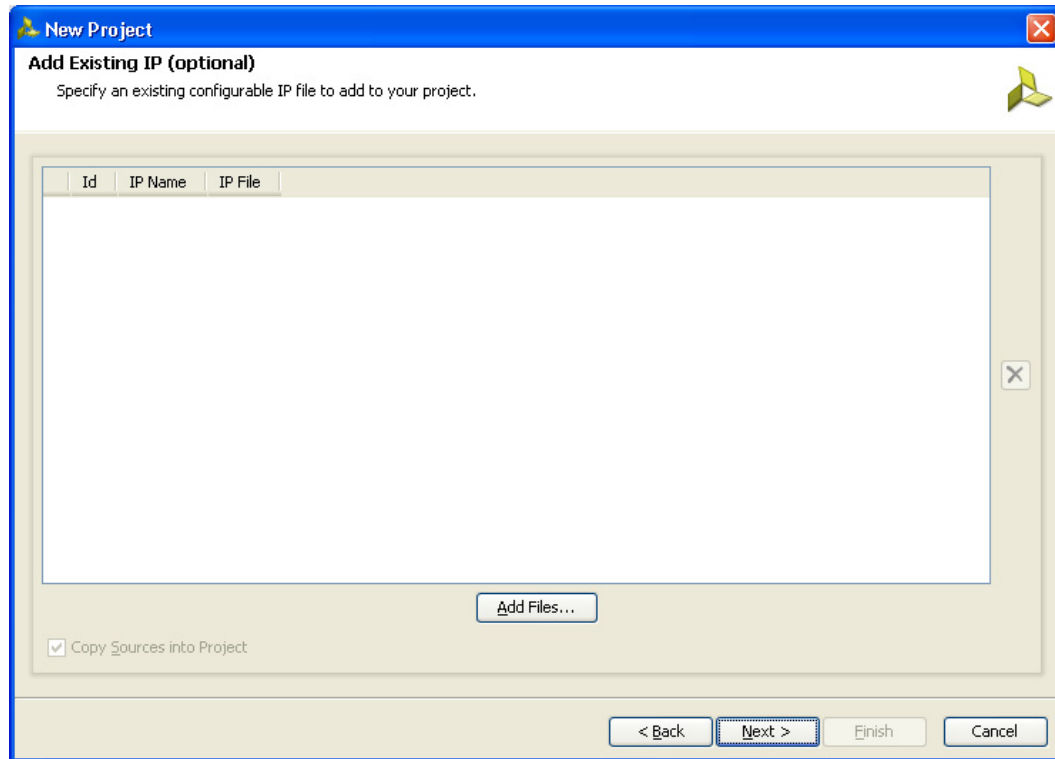 New Project
Add Existing IP (optional)
Specify an existing configurable IP file to add to your project.
Id IP Name IP File
Add Files...
Copy Sources into Project
< Back Next > Finish Cancel